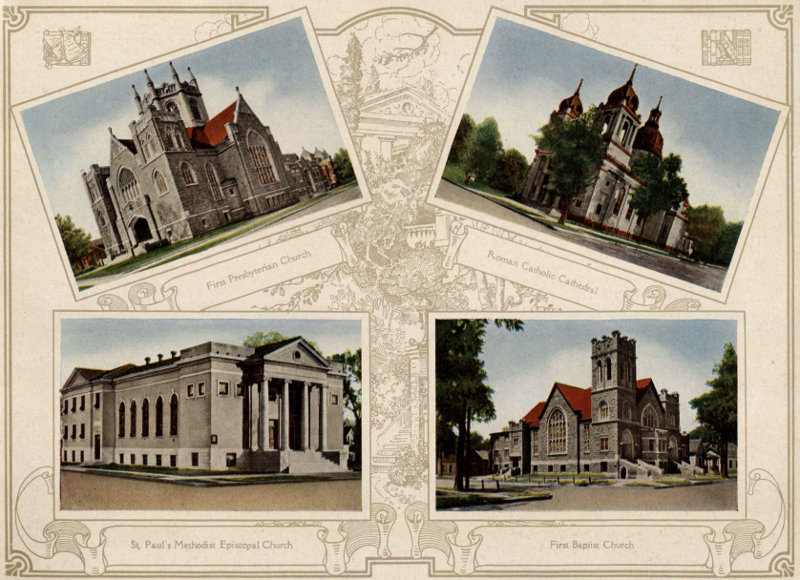 First Presbyterian Church
Roman Catholic Cathedral
St. Paul's Methodist Episcopal Church
First Baptist Church